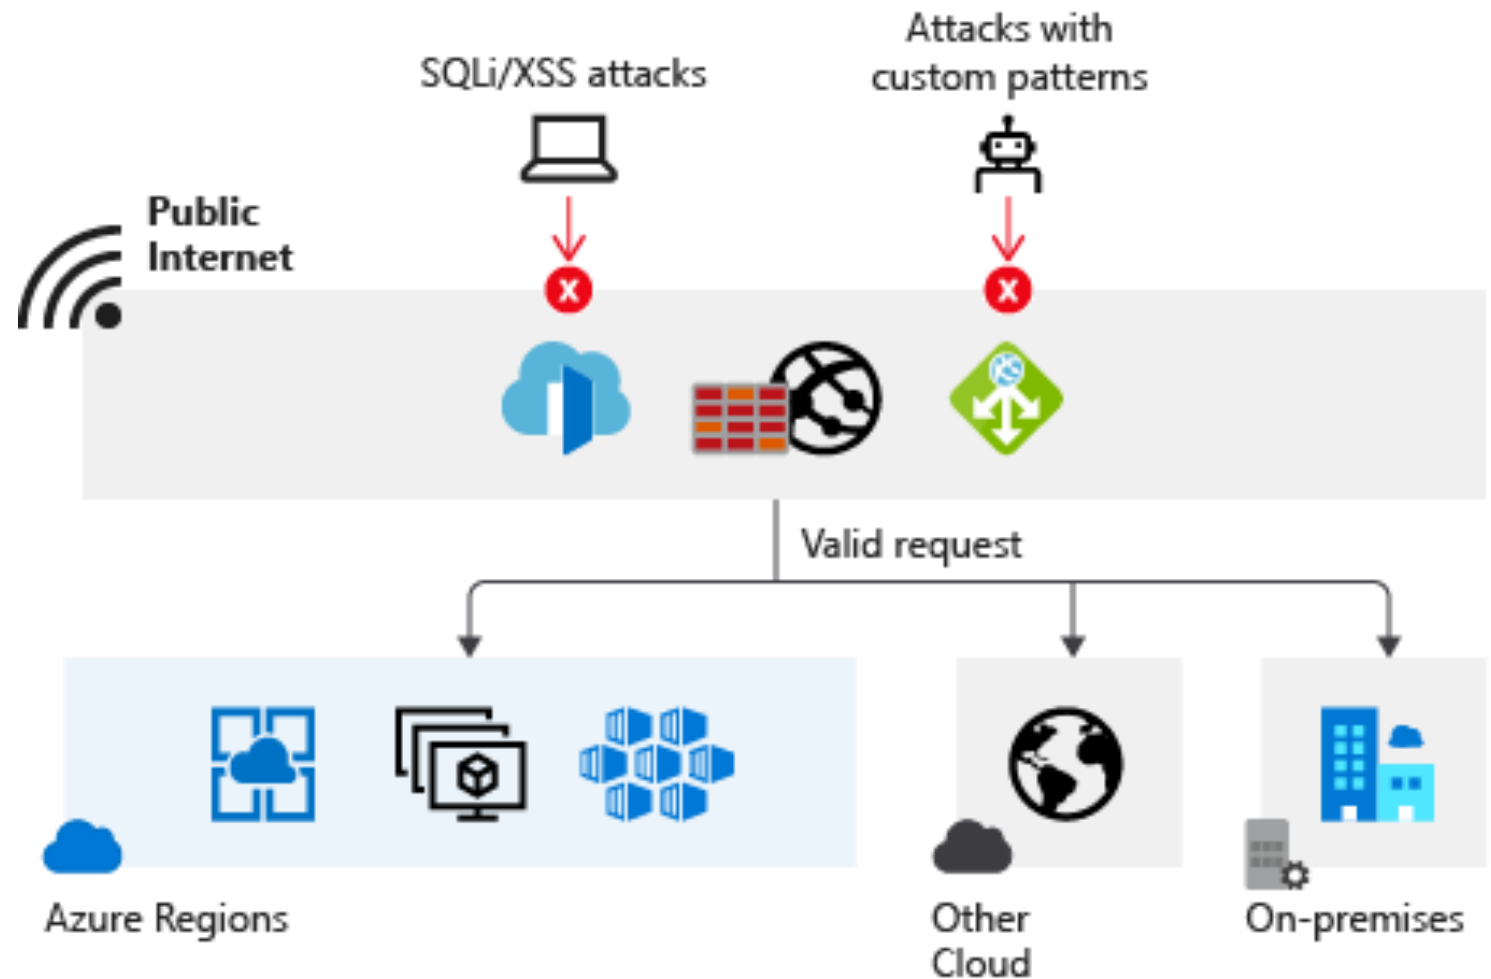 Attacks with
custom patterns
SQLi/XSS attacks
Public
Internet
X
X
Valid request
Azure Regions
Other
Cloud
On-premises